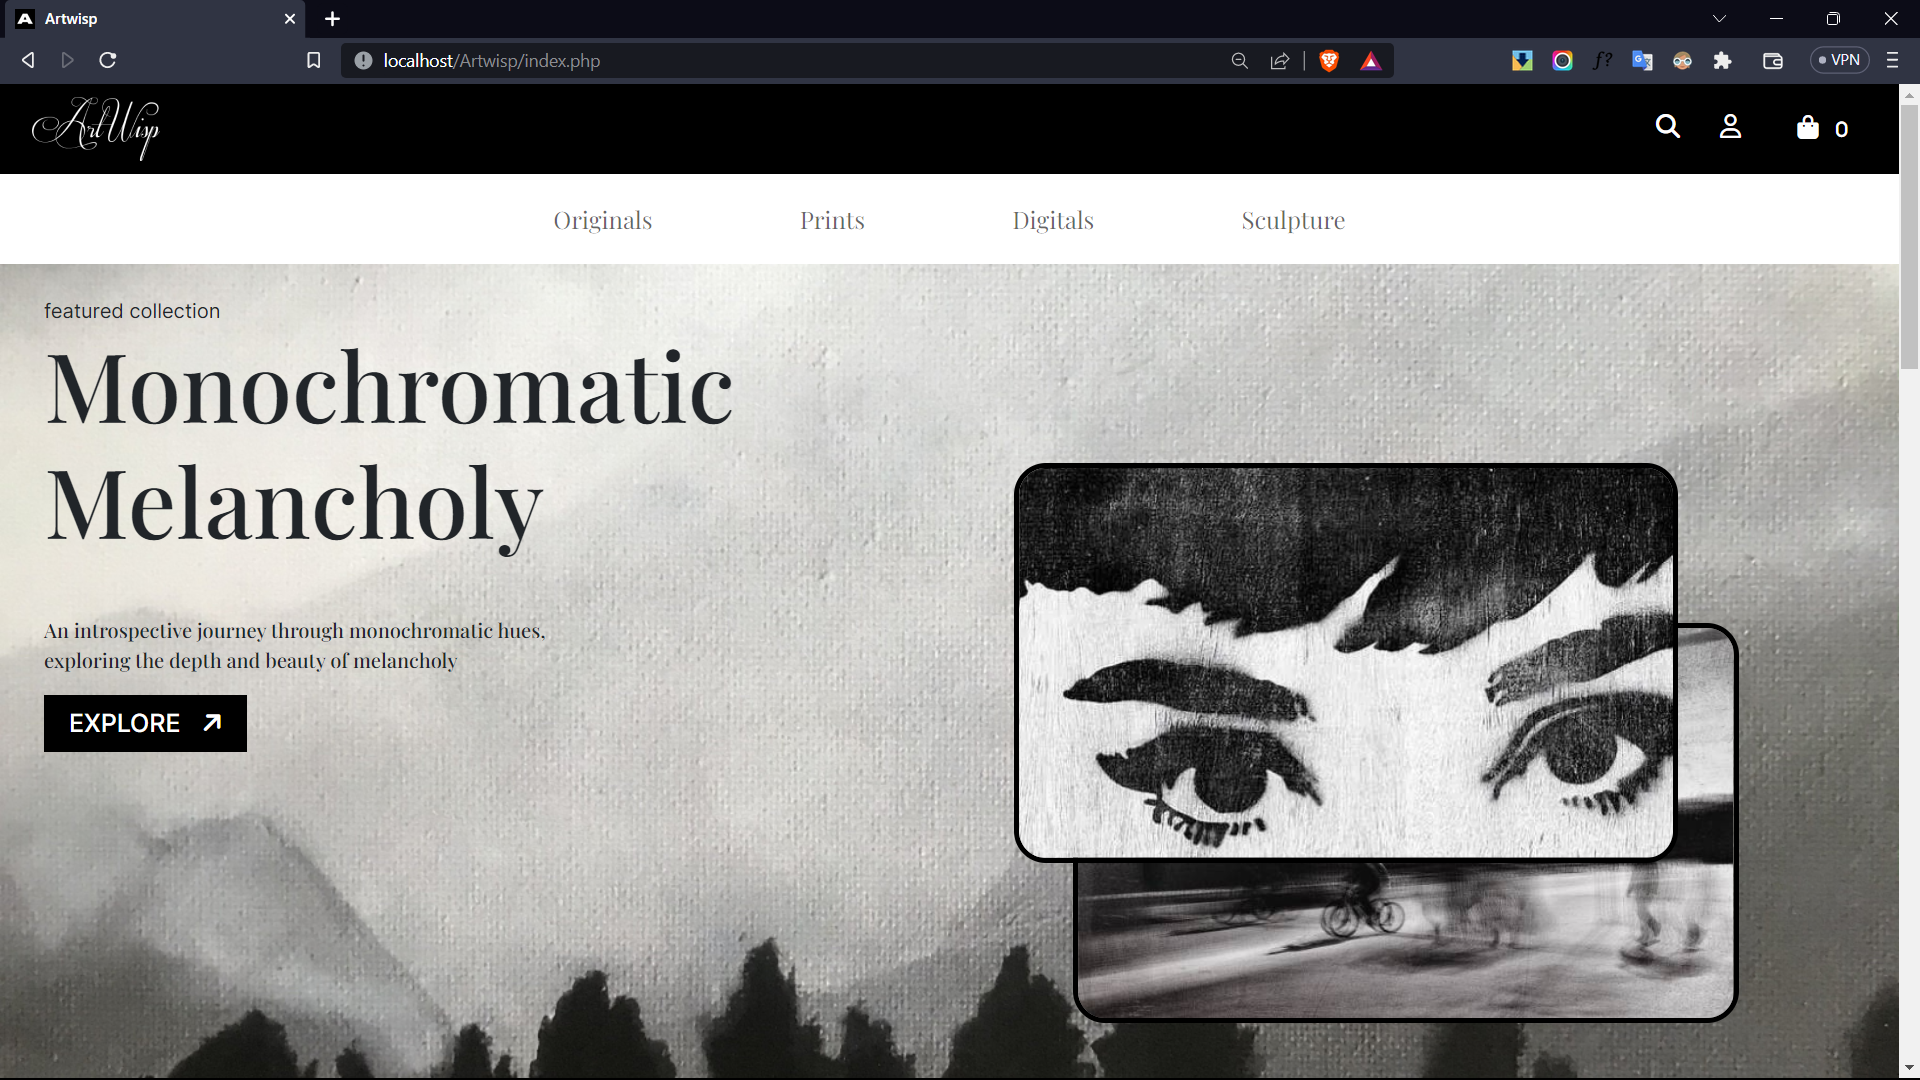 Artwisp
localhost/Artwisp/index.php
VPN
ArtWisp
0
Originals
Prints
Digitals
Sculpture
featured collection
Monochromatic
Melancholy
An introspective journey through monochromatic hues,
exploring the depth and beauty of melancholy
EXPLORE